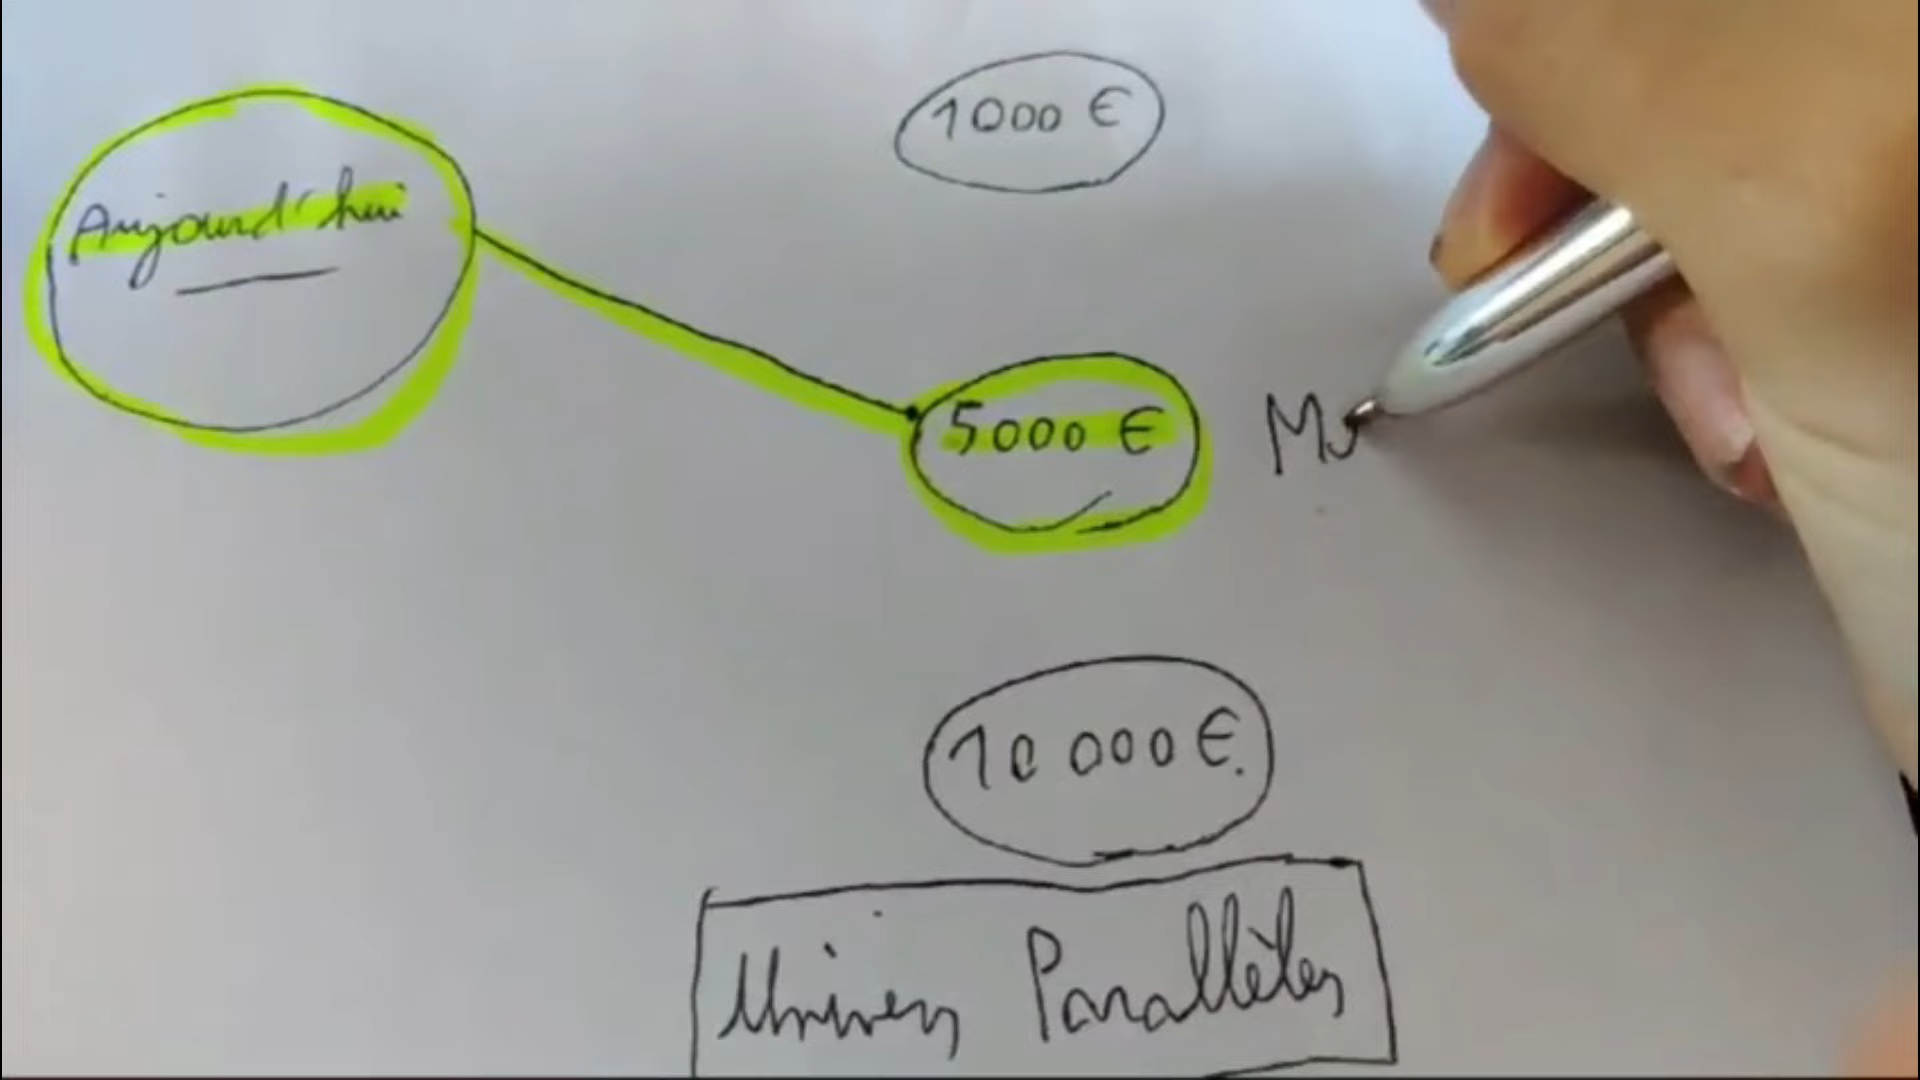 1000 €
Aujourd'hui
5000 €
10 000 €.
Univers Parallèles